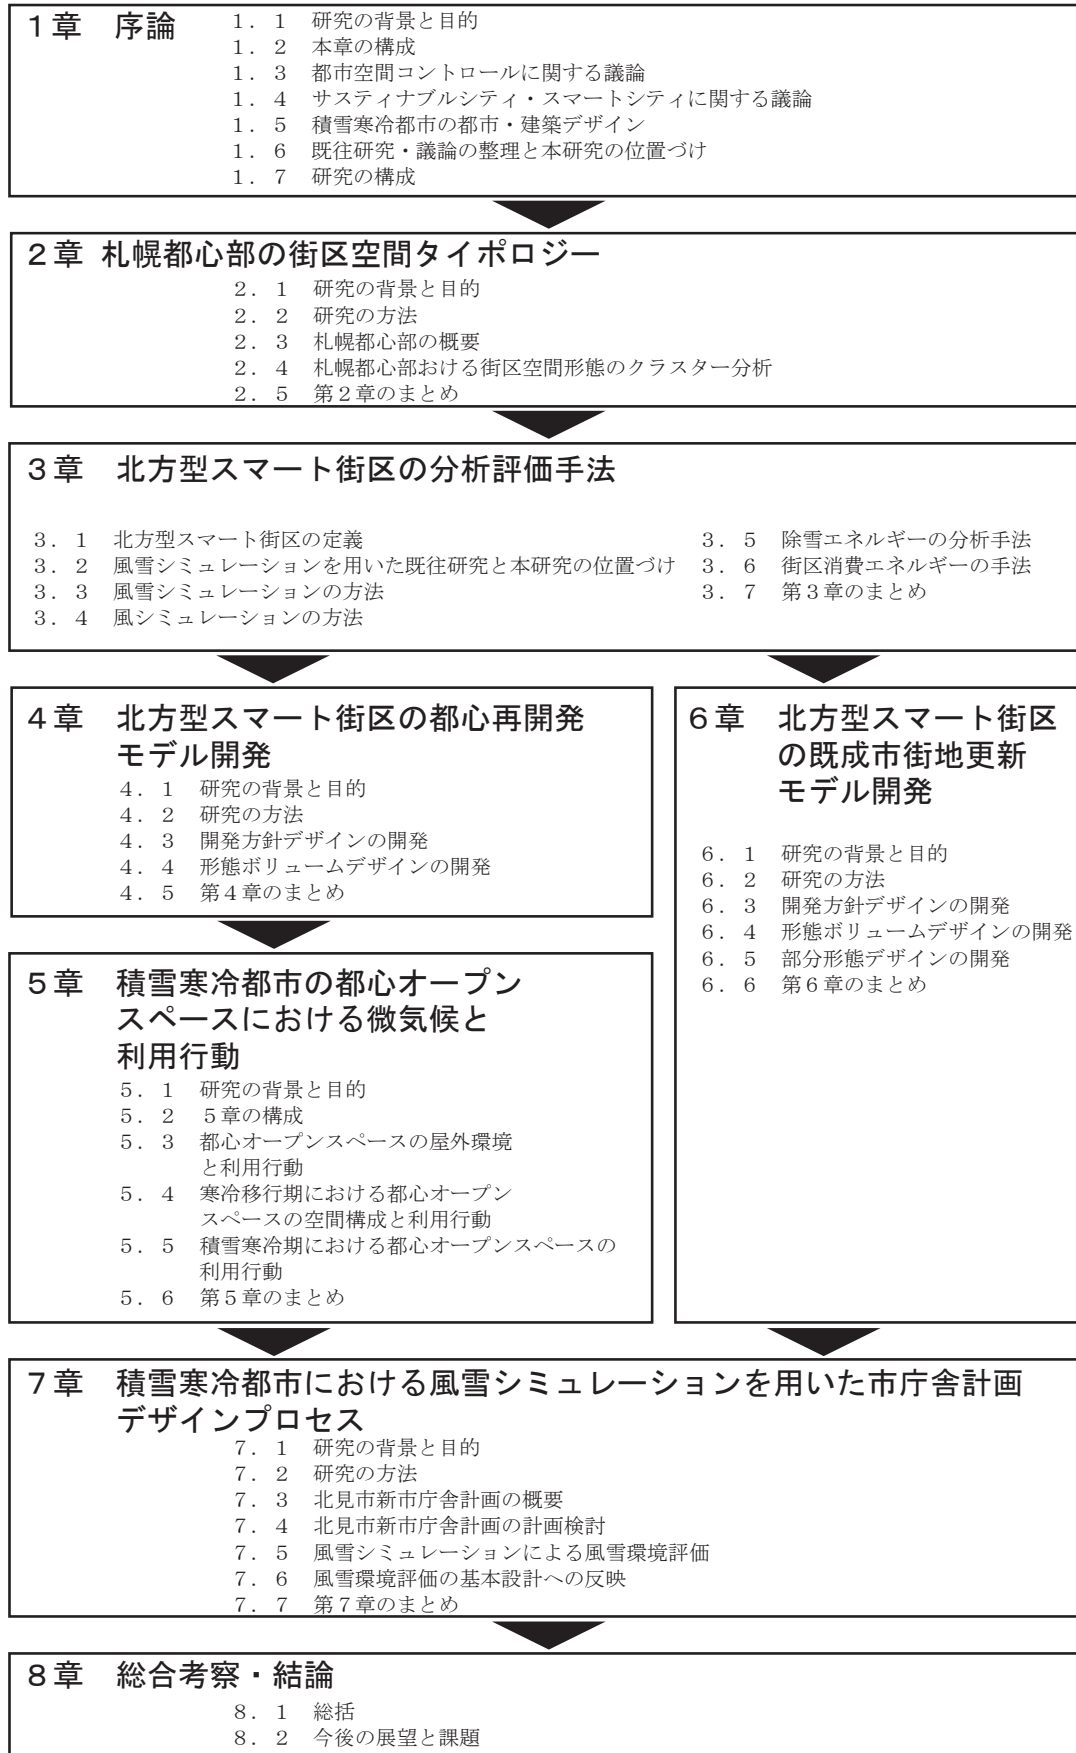 1章 序論
1．1 研究の背景と目的
1．2 本章の構成
1．3 都市空間コントロールに関する議論
1．4 サスティナブルシティ・スマートシティに関する議論
1．5 積雪寒冷都市の都市・建築デザイン
1．6 既往研究・議論の整理と本研究の位置づけ
1．7 研究の構成
2章 札幌都心部の街区空間タイポロジー
2．1 研究の背景と目的
2．2 研究の方法
2．3 札幌都心部の概要
2．4 札幌都心部おける街区空間形態のクラスター分析
2．5 第2章のまとめ
3章 北方型スマート街区の分析評価手法
3．1 北方型スマート街区の定義
3．2 風雪シミュレーションを用いた既往研究と本研究の位置づけ
3．3 風雪シミュレーションの方法
3．4 風シミュレーションの方法
3．5 除雪エネルギーの分析手法
3．6 街区消費エネルギーの手法
3．7 第3章のまとめ
4章 北方型スマート街区の都心再開発
モデル開発
4．1 研究の背景と目的
4．2 研究の方法
4．3 開発方針デザインの開発
4．4 形態ボリュームデザインの開発
4．5 第4章のまとめ
5章 積雪寒冷都市の都心オープン
スペースにおける微気候と
利用行動
5．1 研究の背景と目的
5．2 5章の構成
5．3 都心オープンスペースの屋外環境
と利用行動
5．4 寒冷移行期における都心オープン
スペースの空間構成と利用行動
5．5 積雪寒冷期における都心オープンスペースの
利用行動
5．6 第5章のまとめ
6章 北方型スマート街区
の既成市街地更新
モデル開発
6．1 研究の背景と目的
6．2 研究の方法
6．3 開発方針デザインの開発
6．4 形態ボリュームデザインの開発
6．5 部分形態デザインの開発
6．6 第6章のまとめ
7章 積雪寒冷都市における風雪シミュレーションを用いた市庁舎計画
デザインプロセス
7．1 研究の背景と目的
7．2 研究の方法
7．3 北見市新市庁舎計画の概要
7．4 北見市新市庁舎計画の計画検討
7．5 風雪シミュレーションによる風雪環境評価
7．6 風雪環境評価の基本設計への反映
7．7 第7章のまとめ
8章 総合考察・結論
8．1 総括
8．2 今後の展望と課題